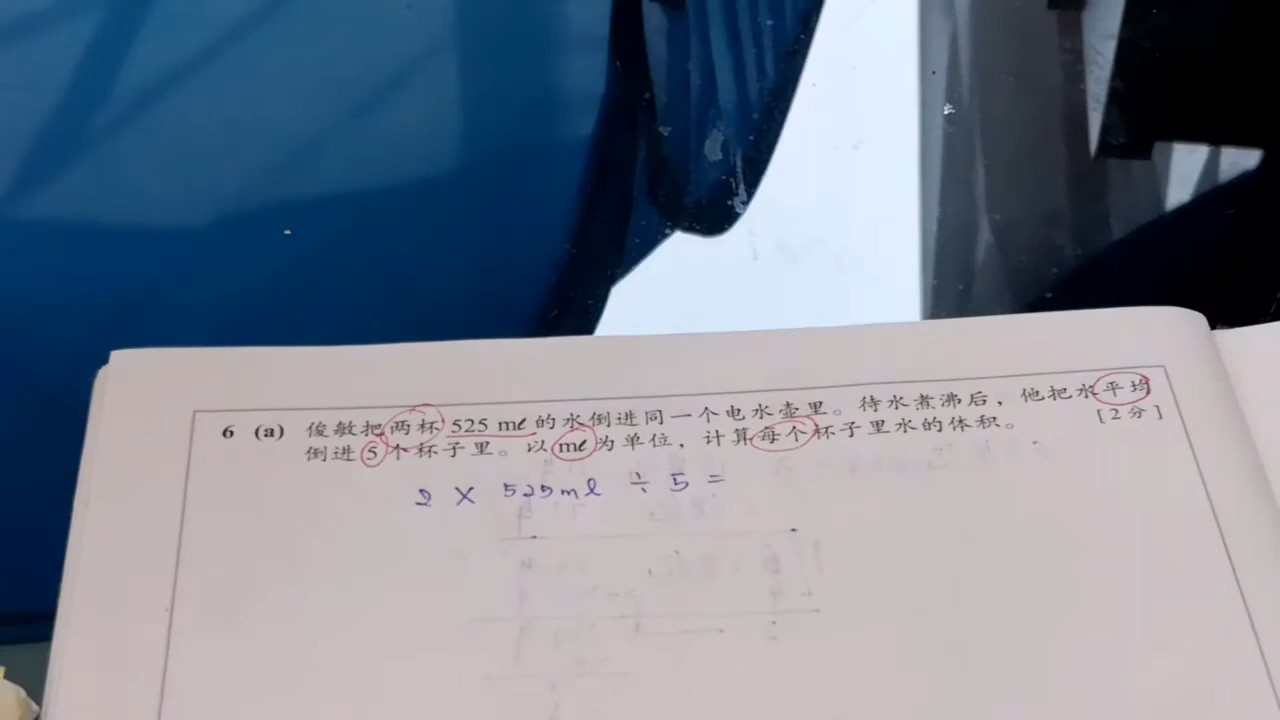 6 (a) 俊敏把两杯 525 mℓ 的水倒进同一个电水壶里。待水煮沸后，他把水平均
倒进 5 个杯子里。以 mℓ 为单位，计算每个杯子里水的体积。 [2 分]
2 × 525 mℓ ÷ 5 =